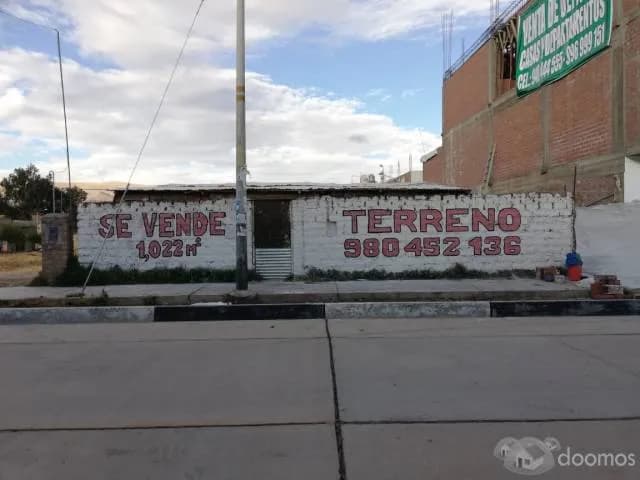 VENTA DE
CASAS Y DEPARTAMENTOS
SE VENDE
1,022 m²
TERRENO
980 452 136
doomos